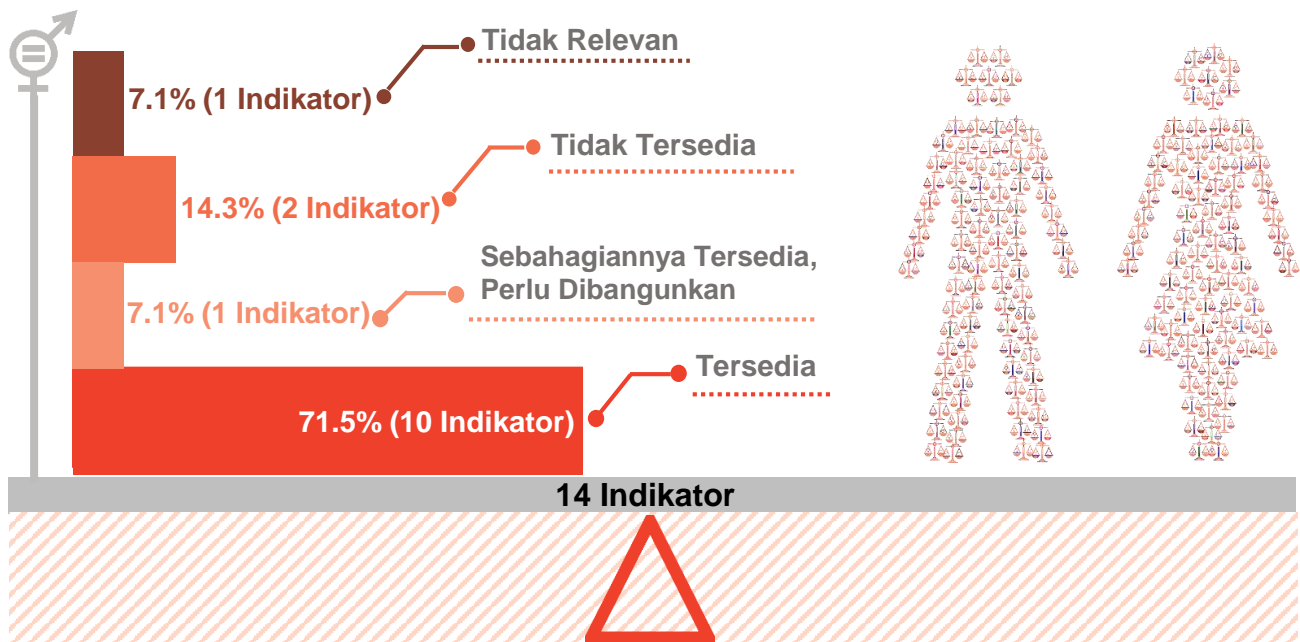 Tidak Relevan
7.1% (1 Indikator)
Tidak Tersedia
14.3% (2 Indikator)
Sebahagiannya Tersedia,
Perlu Dibangunkan
7.1% (1 Indikator)
Tersedia
71.5% (10 Indikator)
14 Indikator